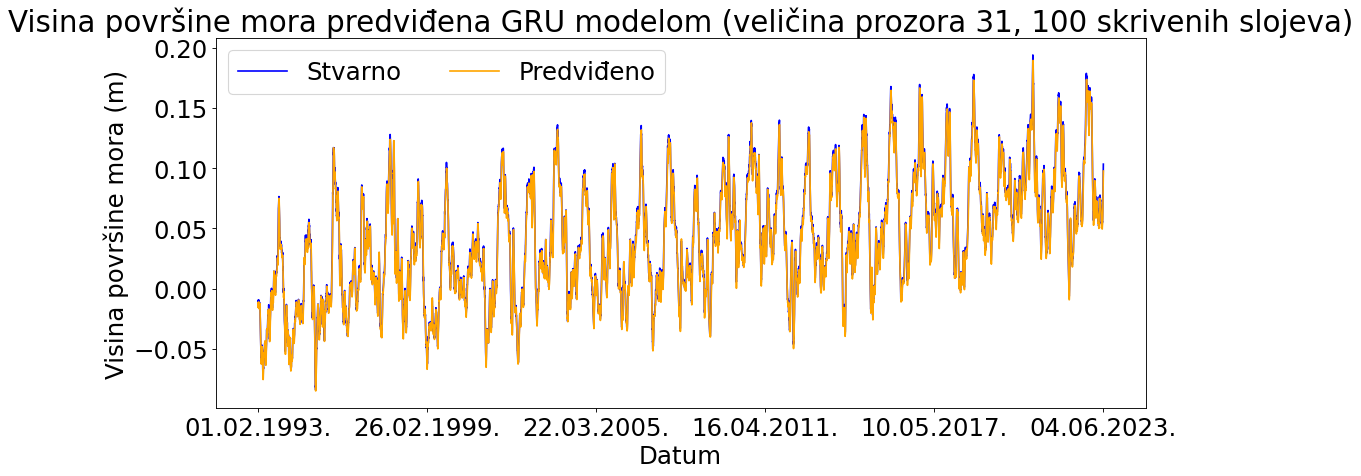 Visina površine mora predviđena GRU modelom (veličina prozora 31, 100 skrivenih slojeva)
Stvarno Predviđeno
Visina površine mora (m)
0.20
0.15
0.10
0.05
0.00
−0.05
01.02.1993. 26.02.1999. 22.03.2005. 16.04.2011. 10.05.2017. 04.06.2023.
Datum